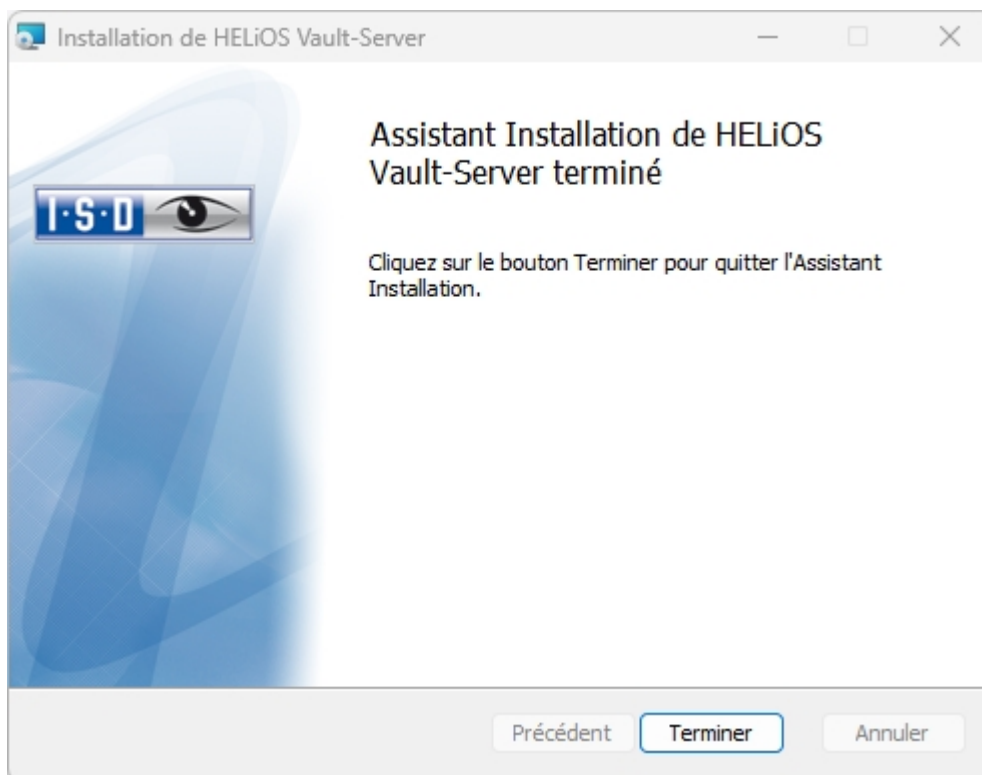 Installation de HELiOS Vault-Server
Assistant Installation de HELiOS
Vault-Server terminé
I·S·D
Cliquez sur le bouton Terminer pour quitter l'Assistant
Installation.
Précédent
Terminer
Annuler